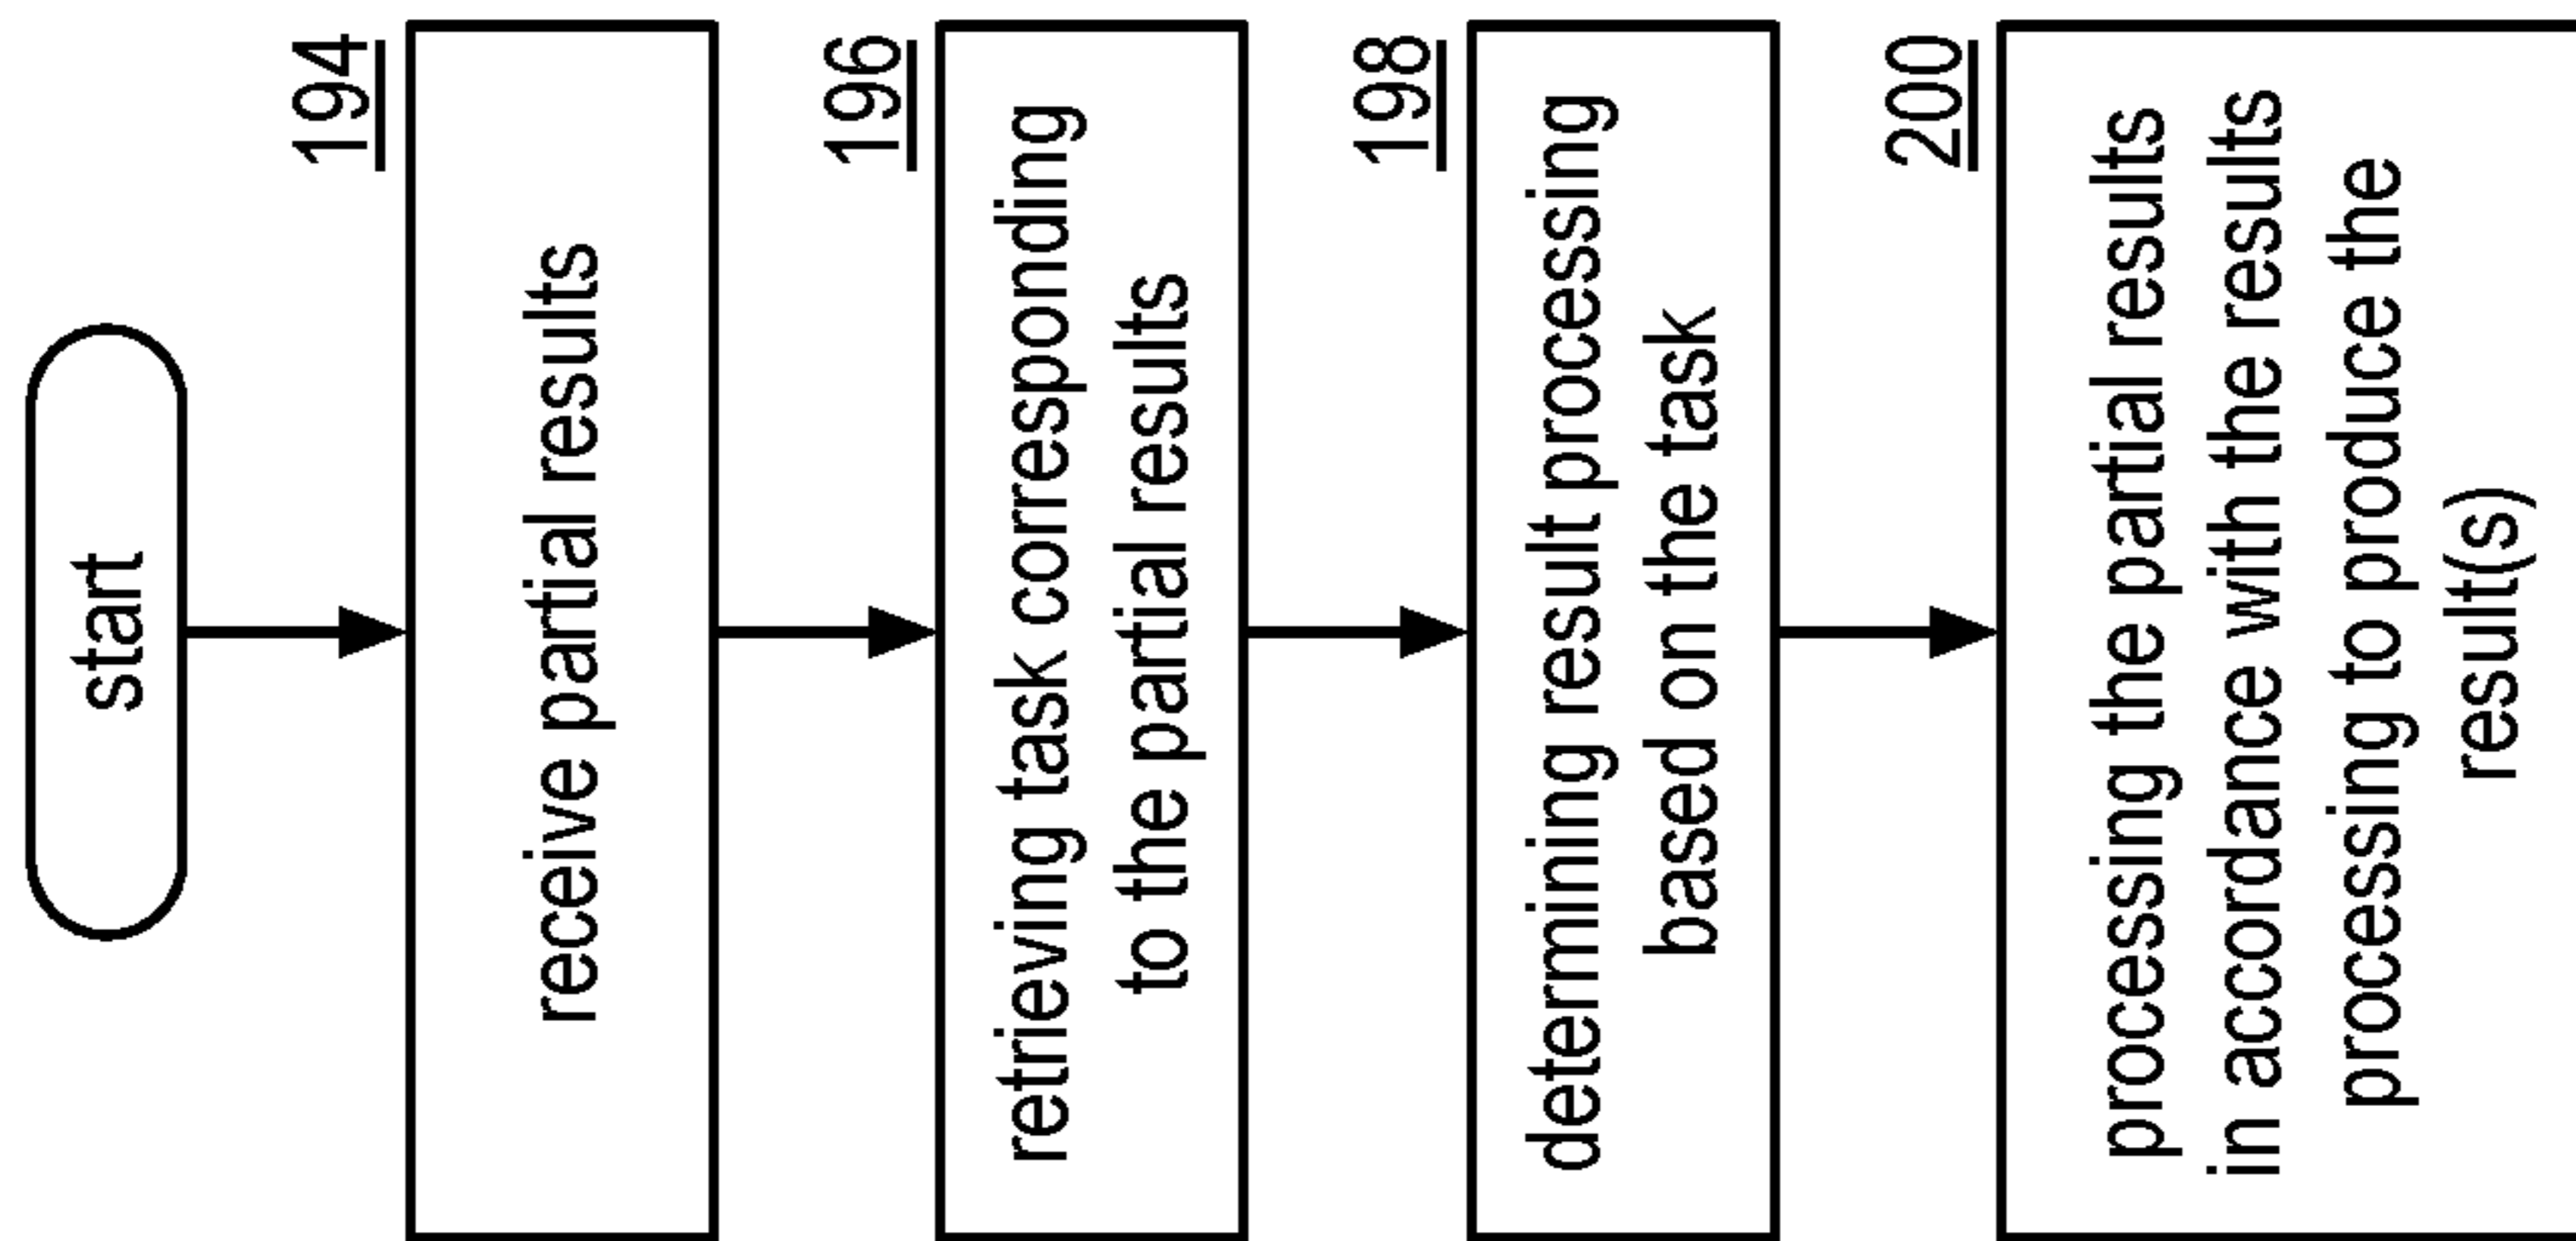 start
194
receive partial results
196
retrieving task corresponding
to the partial results
198
determining result processing
based on the task
200
processing the partial results
in accordance with the results
processing to produce the
result(s)